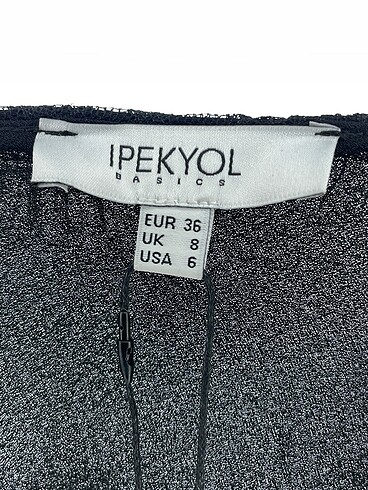 IPEKYOL
BASICS
EUR 36
UK 8
USA 6